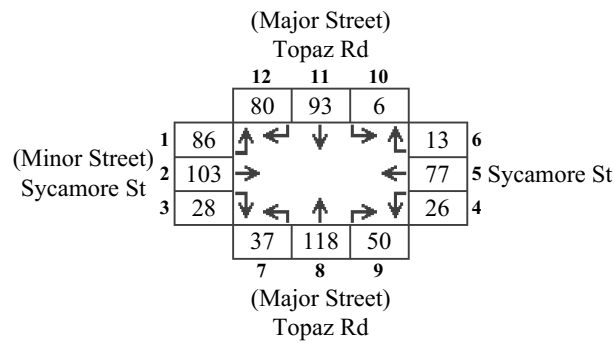 (Major Street)
Topaz Rd
12 11 10
80 93 6
1 86 13 6
(Minor Street)
Sycamore St
2 103 77 5 Sycamore St
3 28 26 4
37 118 50
7 8 9
(Major Street)
Topaz Rd